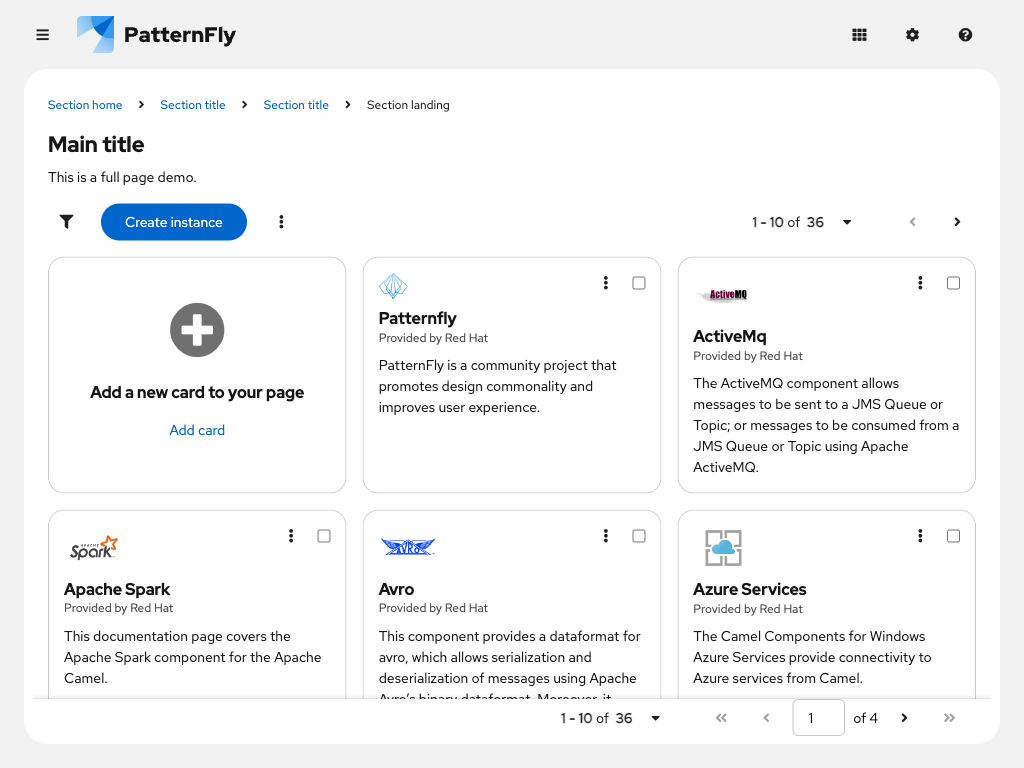 PatternFly
Section home
Section title
Section title
Section landing
Main title
This is a full page demo.
Create instance
1 - 10 of 36
Add a new card to your page
Add card
Patternfly
Provided by Red Hat
PatternFly is a community project that
promotes design commonality and
improves user experience.
ActiveMQ
ActiveMq
Provided by Red Hat
The ActiveMQ component allows
messages to be sent to a JMS Queue or
Topic; or messages to be consumed from a
JMS Queue or Topic using Apache
ActiveMQ.
APACHE
Spark
Apache Spark
Provided by Red Hat
This documentation page covers the
Apache Spark component for the Apache
Camel.
AVRO
Avro
Provided by Red Hat
This component provides a dataformat for
avro, which allows serialization and
deserialization of messages using Apache
Avro's binary dataformat. Moreover, it
Azure Services
Provided by Red Hat
The Camel Components for Windows
Azure Services provide connectivity to
Azure services from Camel.
1 - 10 of 36
1 of 4